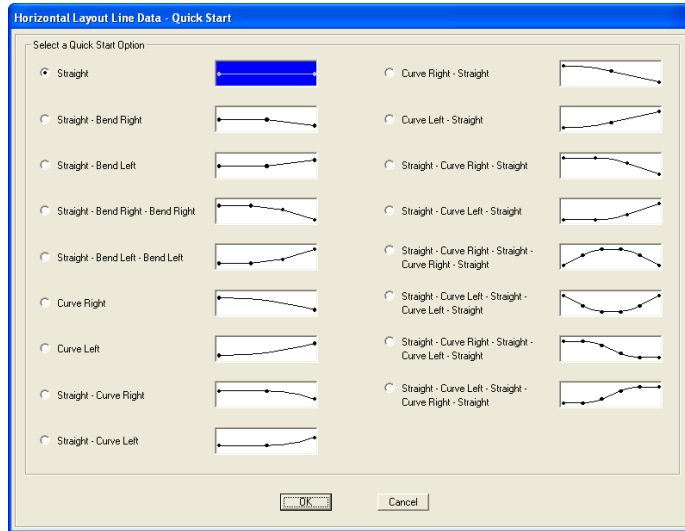 Horizontal Layout Line Data - Quick Start
Select a Quick Start Option
Straight
Straight - Bend Right
Straight - Bend Left
Straight - Bend Right - Bend Right
Straight - Bend Left - Bend Left
Curve Right
Curve Left
Straight - Curve Right
Straight - Curve Left
Curve Right - Straight
Curve Left - Straight
Straight - Curve Right - Straight
Straight - Curve Left - Straight
Straight - Curve Right - Straight -
Curve Right - Straight
Straight - Curve Left - Straight -
Curve Left - Straight
Straight - Curve Right - Straight -
Curve Left - Straight
Straight - Curve Left - Straight -
Curve Right - Straight
OK
Cancel